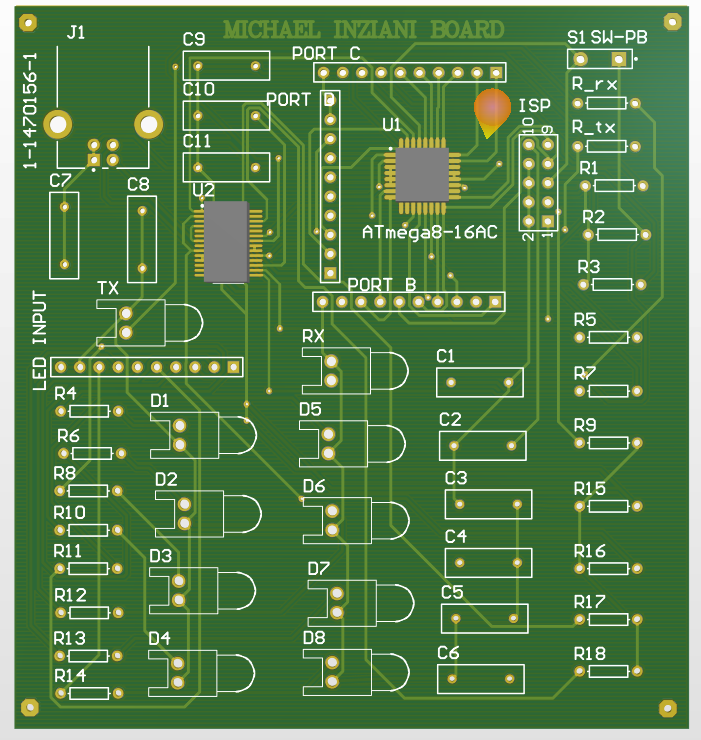 MICHAEL INZIANI BOARD
J1
1-1470156-1
C9
C10
C11
PORT C
PORT D
U1
ATmega8-16AC
ISP
10
9
2
1
S1 SW-PB
R_rx
R_tx
R1
R2
R3
R5
R7
R9
R15
R16
R17
R18
C7
C8
U2
PORT B
TX
LED INPUT
RX
R4
R6
R8
R10
R11
R12
R13
R14
D1
D2
D3
D4
D5
D6
D7
D8
C1
C2
C3
C4
C5
C6